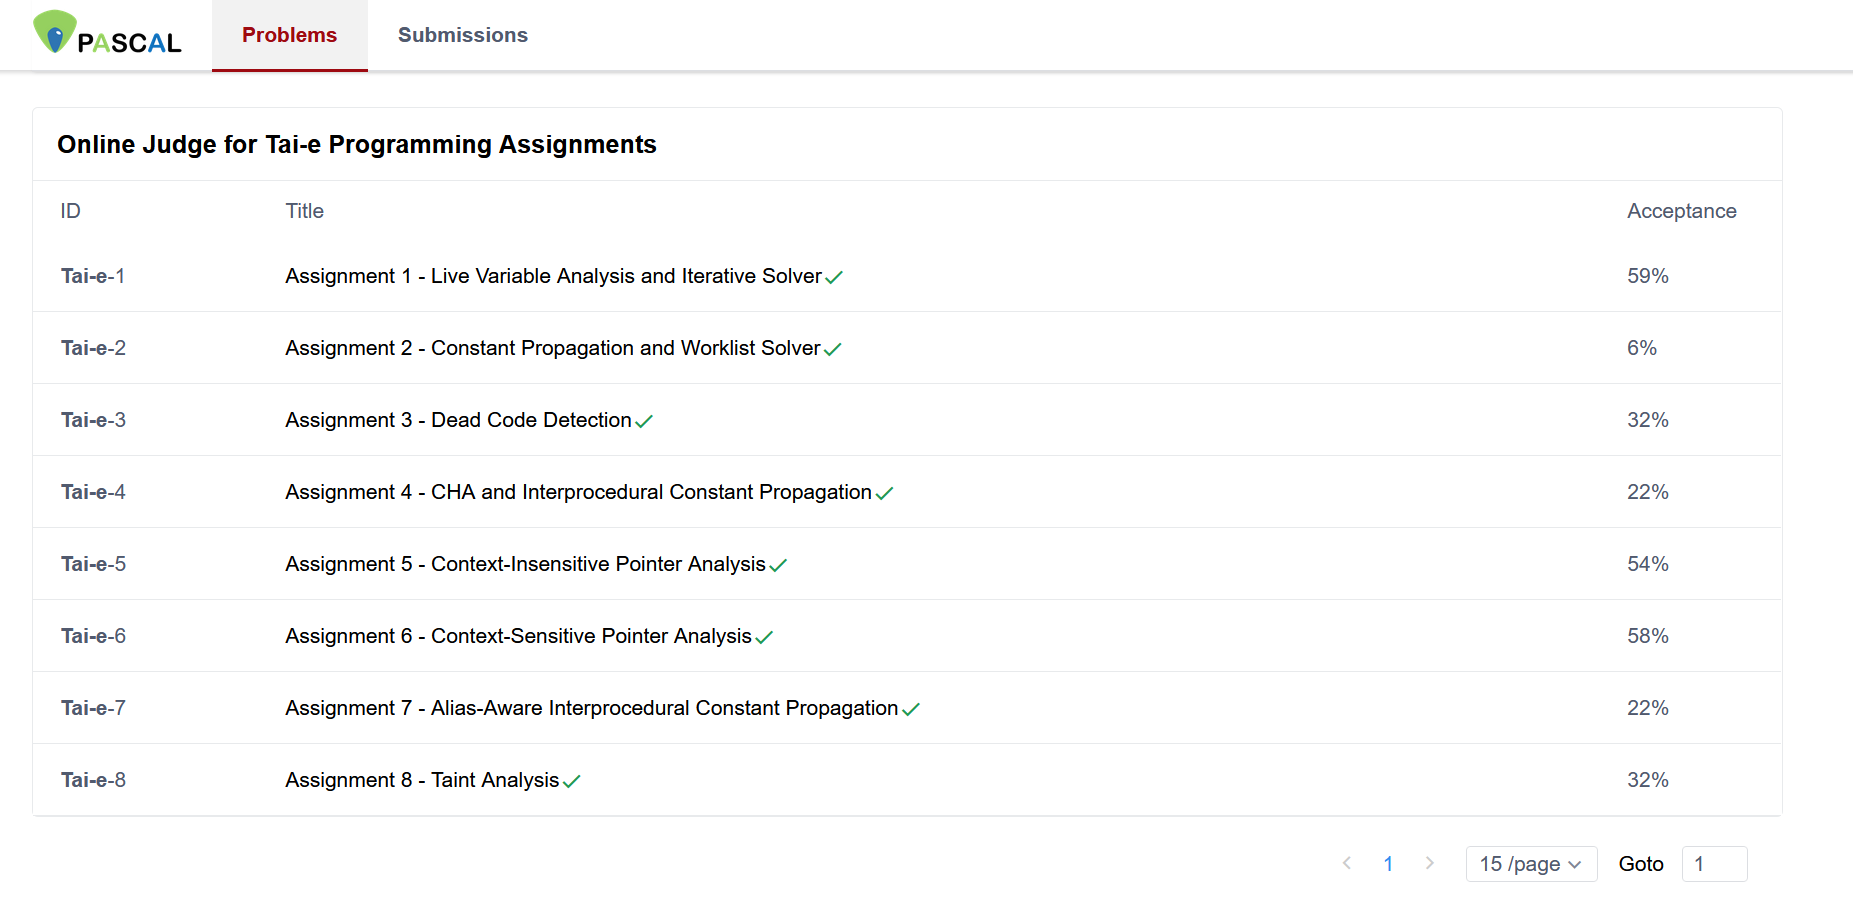 PASCAL Problems Submissions
Online Judge for Tai-e Programming Assignments
ID Title Acceptance
Tai-e-1 Assignment 1 - Live Variable Analysis and Iterative Solver 59%
Tai-e-2 Assignment 2 - Constant Propagation and Worklist Solver 6%
Tai-e-3 Assignment 3 - Dead Code Detection 32%
Tai-e-4 Assignment 4 - CHA and Interprocedural Constant Propagation 22%
Tai-e-5 Assignment 5 - Context-Insensitive Pointer Analysis 54%
Tai-e-6 Assignment 6 - Context-Sensitive Pointer Analysis 58%
Tai-e-7 Assignment 7 - Alias-Aware Interprocedural Constant Propagation 22%
Tai-e-8 Assignment 8 - Taint Analysis 32%
1 15 /page Goto 1